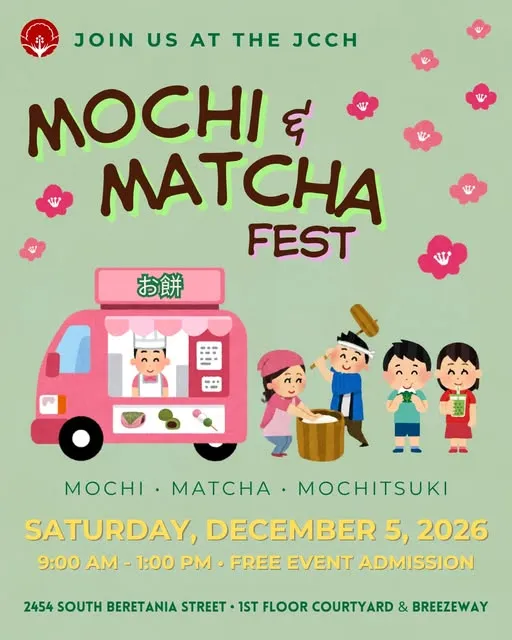 JOIN US AT THE JCCH
MOCHI &
MATCHA
FEST
お餅
MOCHI • MATCHA • MOCHITSUKI
SATURDAY, DECEMBER 5, 2026
9:00 AM - 1:00 PM • FREE EVENT ADMISSION
2454 SOUTH BERETANIA STREET • 1ST FLOOR COURTYARD & BREEZEWAY